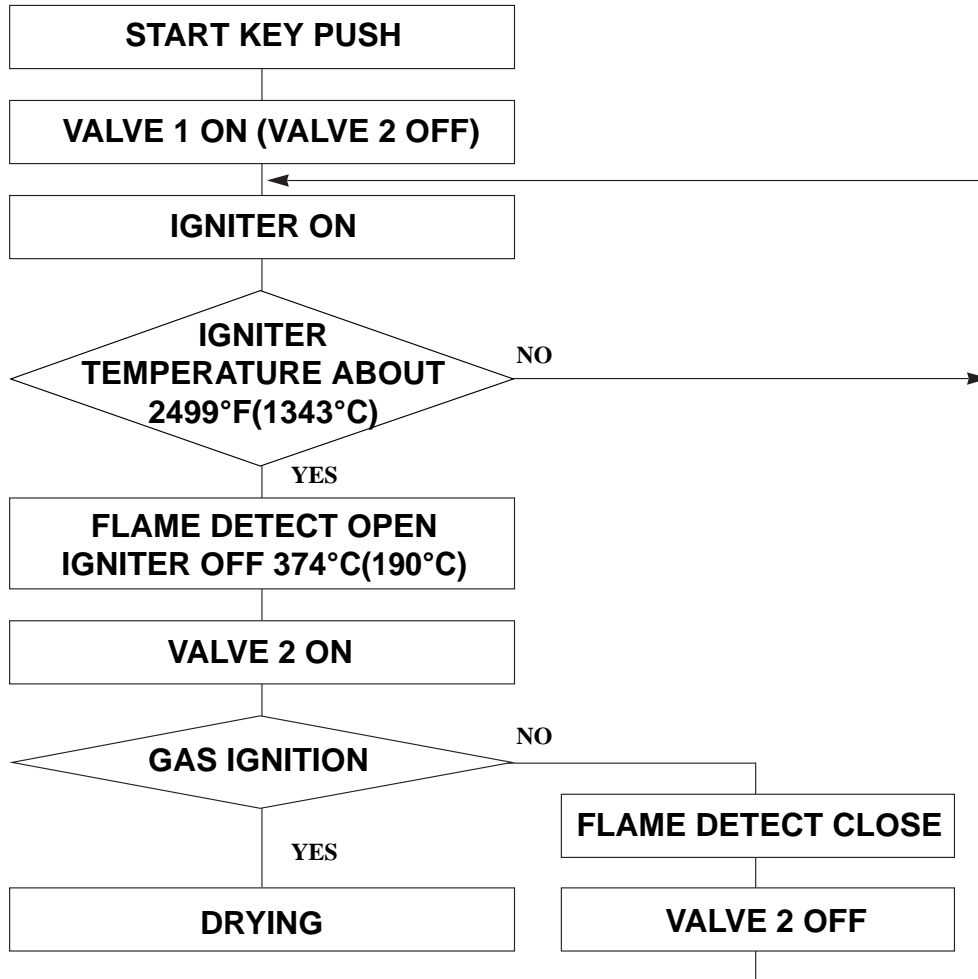 START KEY PUSH
VALVE 1 ON (VALVE 2 OFF)
IGNITER ON
IGNITER
TEMPERATURE ABOUT
2499°F(1343°C)
NO
YES
FLAME DETECT OPEN
IGNITER OFF 374°C(190°C)
VALVE 2 ON
GAS IGNITION
NO
YES
FLAME DETECT CLOSE
DRYING
VALVE 2 OFF